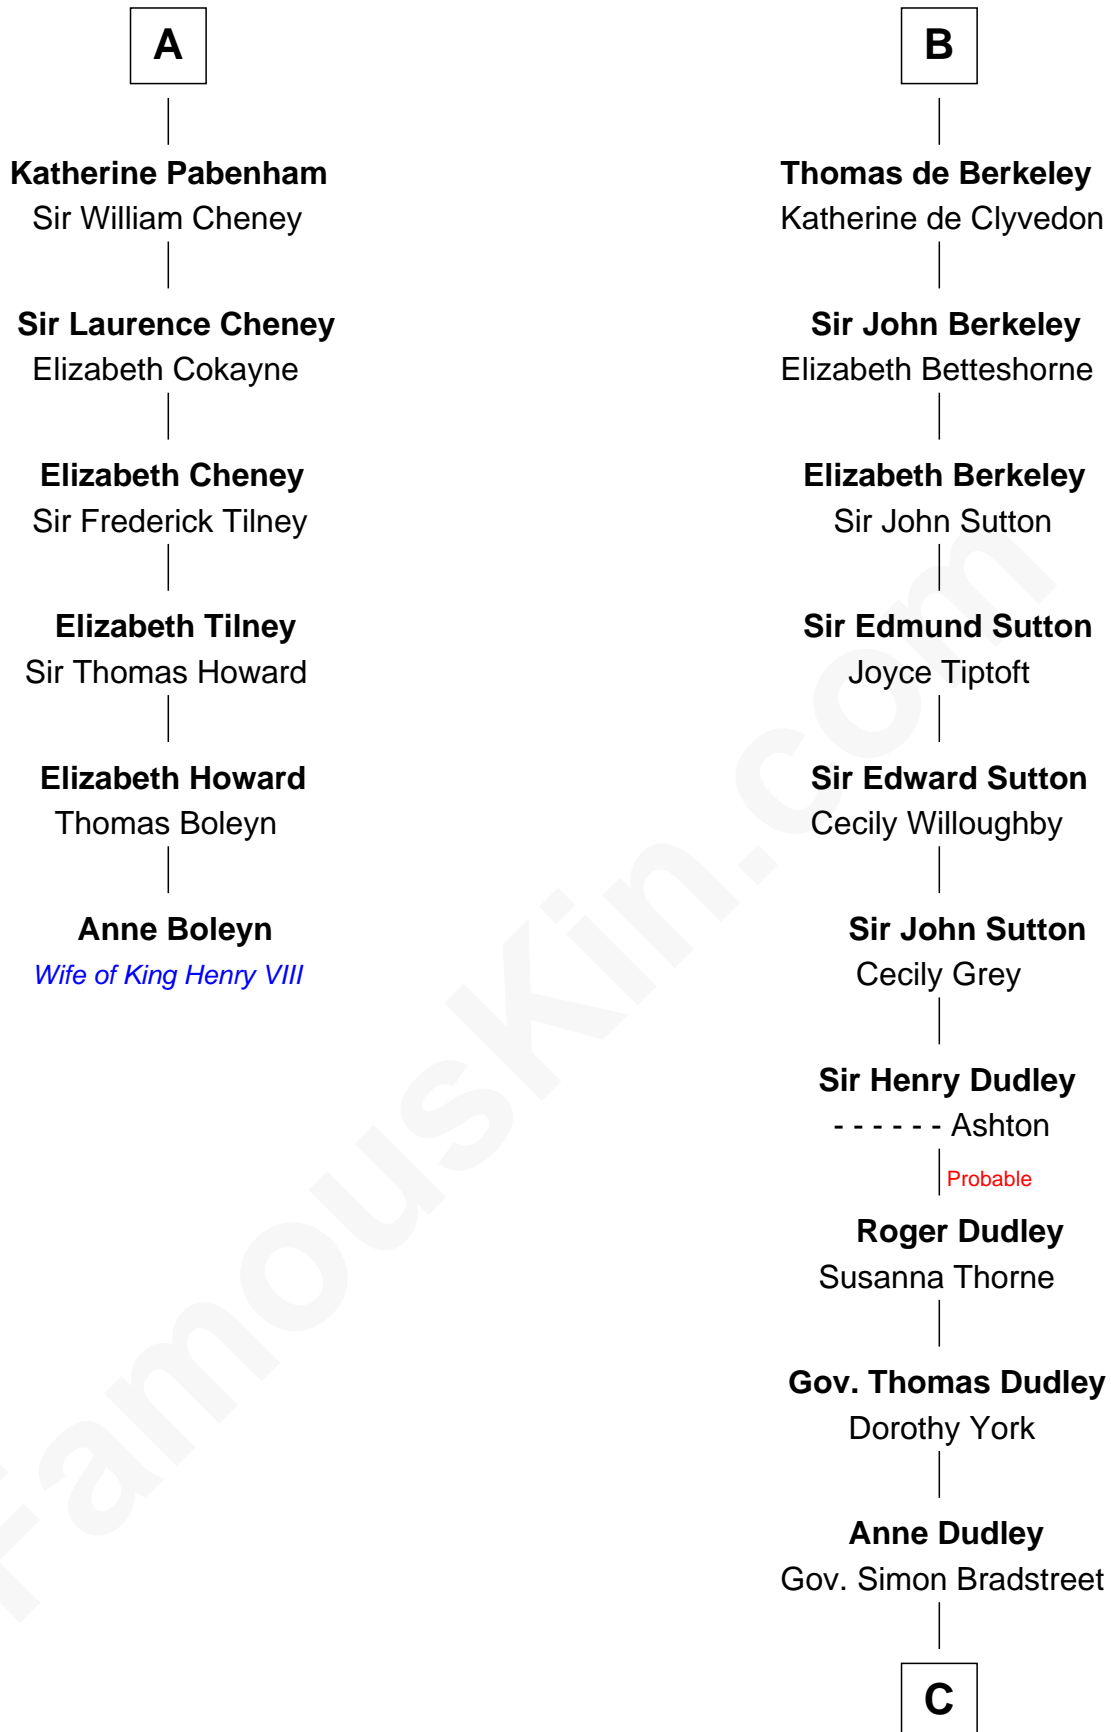 A
Katherine Pabenham
Sir William Cheney
Sir Laurence Cheney
Elizabeth Cokayne
Elizabeth Cheney
Sir Frederick Tilney
Elizabeth Tilney
Sir Thomas Howard
Elizabeth Howard
Thomas Boleyn
Anne Boleyn
Wife of King Henry VIII
B
Thomas de Berkeley
Katherine de Clyvedon
Sir John Berkeley
Elizabeth Betteshorne
Elizabeth Berkeley
Sir John Sutton
Sir Edmund Sutton
Joyce Tiptoft
Sir Edward Sutton
Cecily Willoughby
Sir John Sutton
Cecily Grey
Sir Henry Dudley
- - - - - - Ashton
Probable
Roger Dudley
Susanna Thorne
Gov. Thomas Dudley
Dorothy York
Anne Dudley
Gov. Simon Bradstreet
C
FamousKin.com